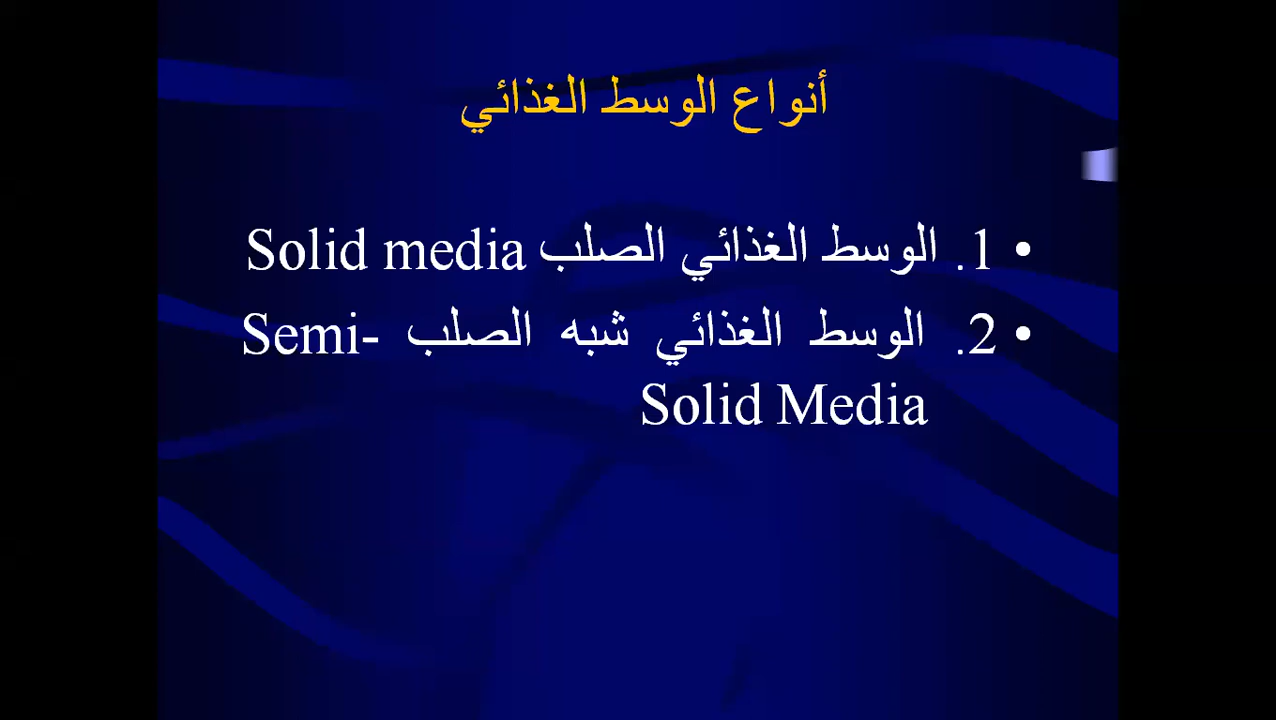 أنواع الوسط الغذائي
• 1. الوسط الغذائي الصلب Solid media
• 2. الوسط الغذائي شبه الصلب Semi-
Solid Media